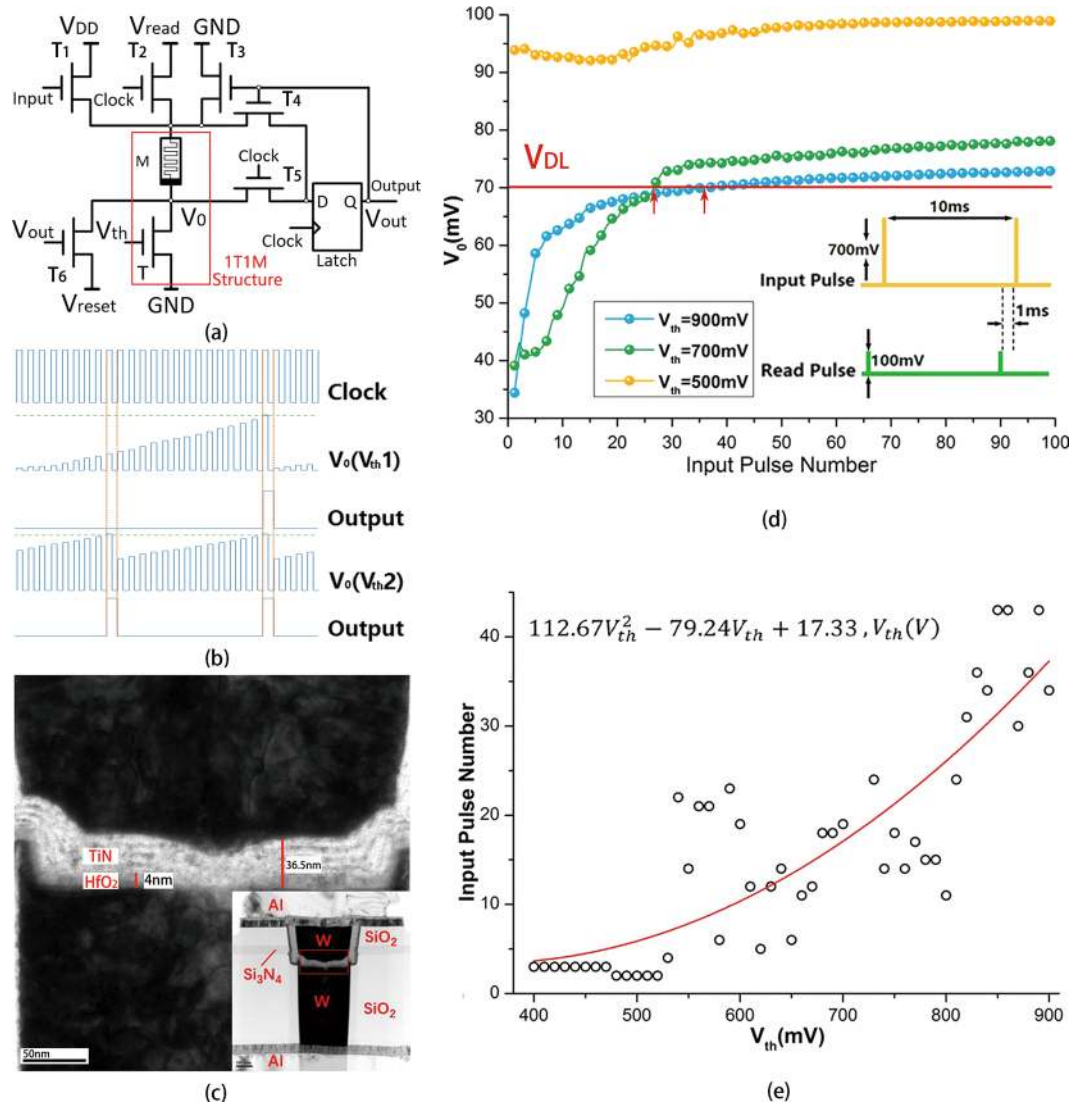 V_DD V_read GND
T₁ T₂ T₃
Input Clock
T₄
M
Clock
T₅
Output
D Q
V_out
V₀
V_out V_th
Clock
Latch
T₆ T
1T1M
Structure
V_reset GND
(a)
Clock
V₀(V_th1)
Output
V₀(V_th2)
Output
(b)
TiN
HfO₂
4nm
36.5nm
Al
W
SiO₂
Si₃N₄
W
SiO₂
Al
50nm
(c)
100
90
80
70
60
50
40
30
V₀(mV)
V_DL
10ms
700mV
Input Pulse
1ms
100mV
Read Pulse
V_th=900mV
V_th=700mV
V_th=500mV
0 10 20 30 40 50 60 70 80 90 100
Input Pulse Number
(d)
112.67V_th² − 79.24V_th + 17.33 , V_th(V)
40
30
20
10
0
Input Pulse Number
400 500 600 700 800 900
V_th(mV)
(e)